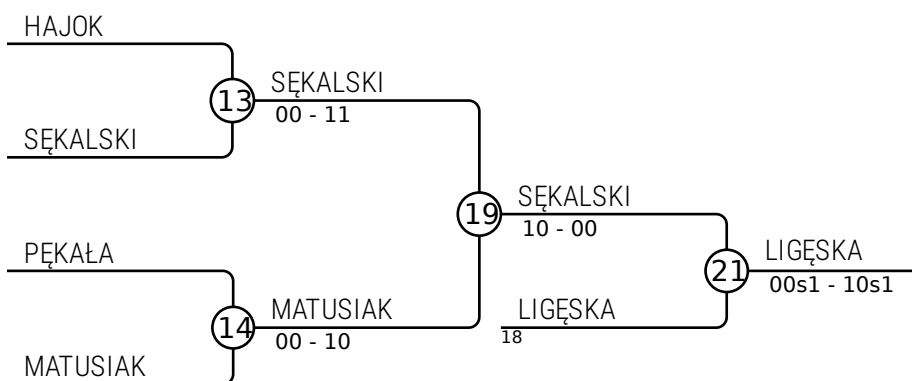 HAJOK
13
SĘKALSKI
00 - 11
SĘKALSKI
19
SĘKALSKI
10 - 00
PĘKAŁA
14
MATUSIAK
00 - 10
MATUSIAK
LIGĘSKA
18
21
LIGĘSKA
00s1 - 10s1